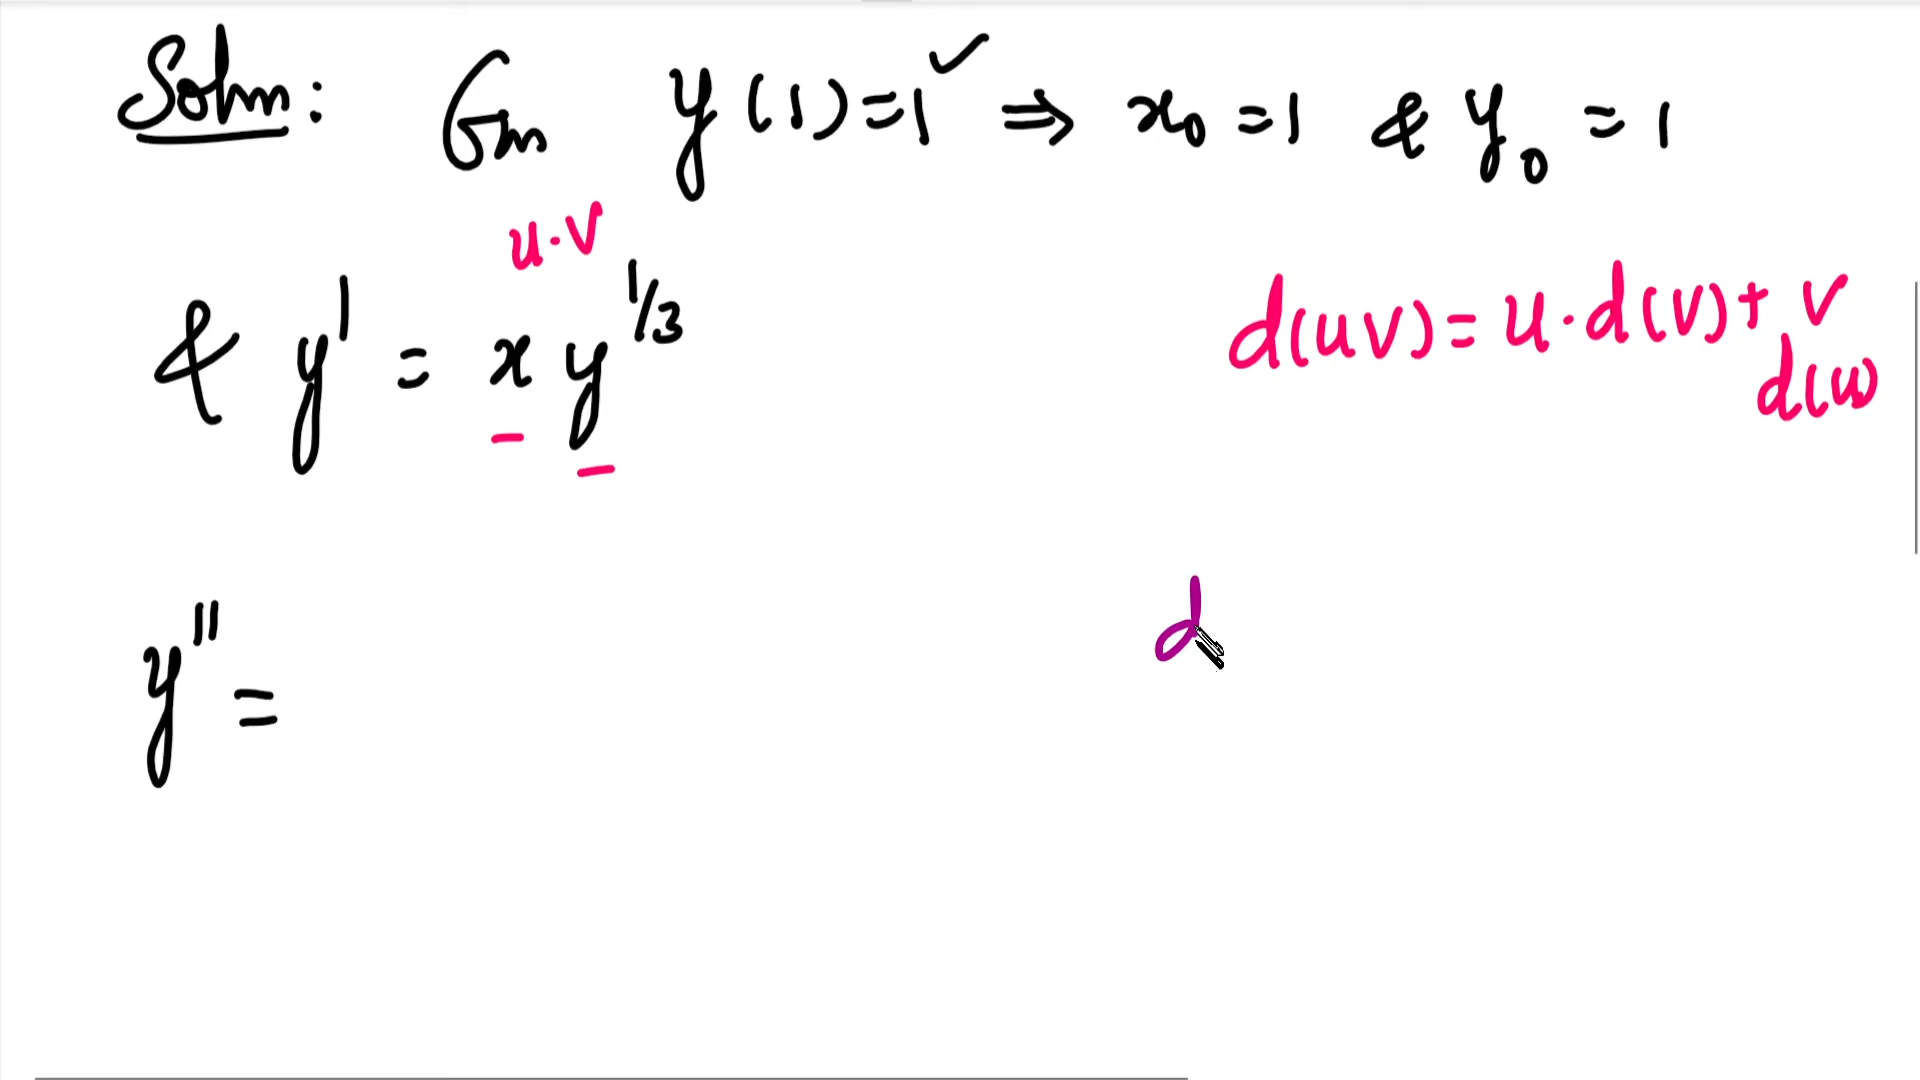 Soln: Gn y(1)=1 ✓ ⇒ x₀ = 1 & y₀ = 1
u·v
& y' = x y^{1/3}
d(uv) = u·d(v) + v d(u)
y'' =
d